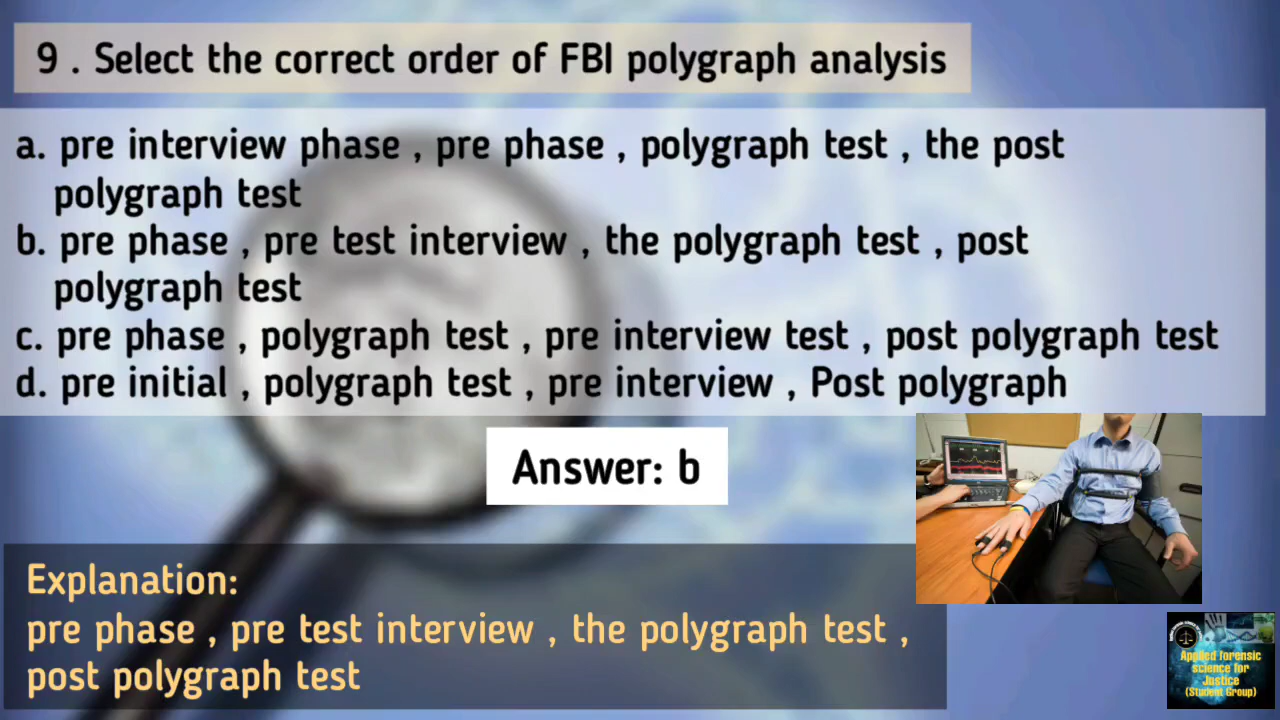 9 . Select the correct order of FBI polygraph analysis
a. pre interview phase , pre phase , polygraph test , the post
polygraph test
b. pre phase , pre test interview , the polygraph test , post
polygraph test
c. pre phase , polygraph test , pre interview test , post polygraph test
d. pre initial , polygraph test , pre interview , Post polygraph
Answer: b
Explanation:
pre phase , pre test interview , the polygraph test ,
post polygraph test
Applied forensic
science for
Justice
(Student Group)